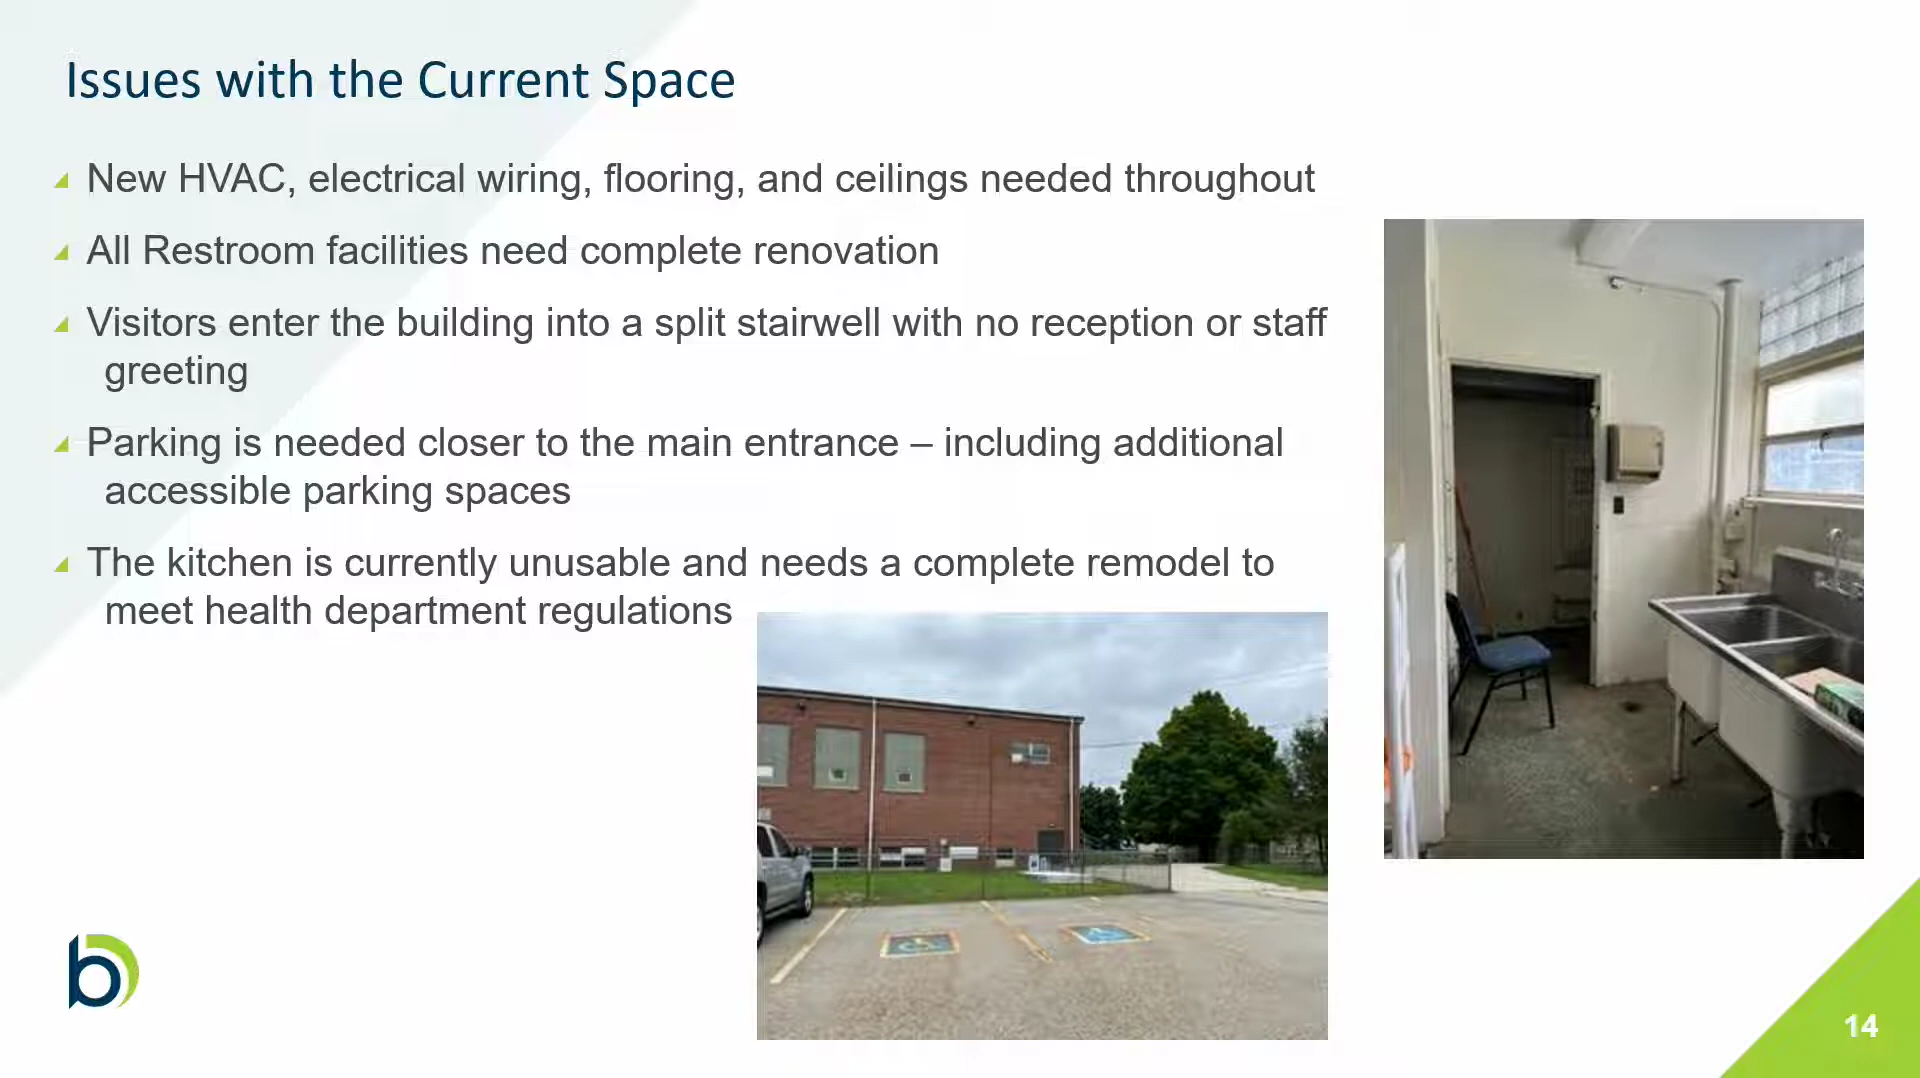 Issues with the Current Space
New HVAC, electrical wiring, flooring, and ceilings needed throughout
All Restroom facilities need complete renovation
Visitors enter the building into a split stairwell with no reception or staff
greeting
Parking is needed closer to the main entrance – including additional
accessible parking spaces
The kitchen is currently unusable and needs a complete remodel to
meet health department regulations
b
14